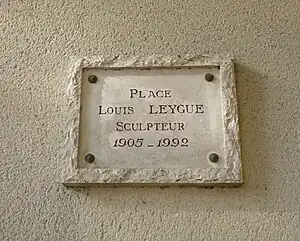 PLACE
LOUIS LEYGUE
SCULPTEUR
1905 - 1992